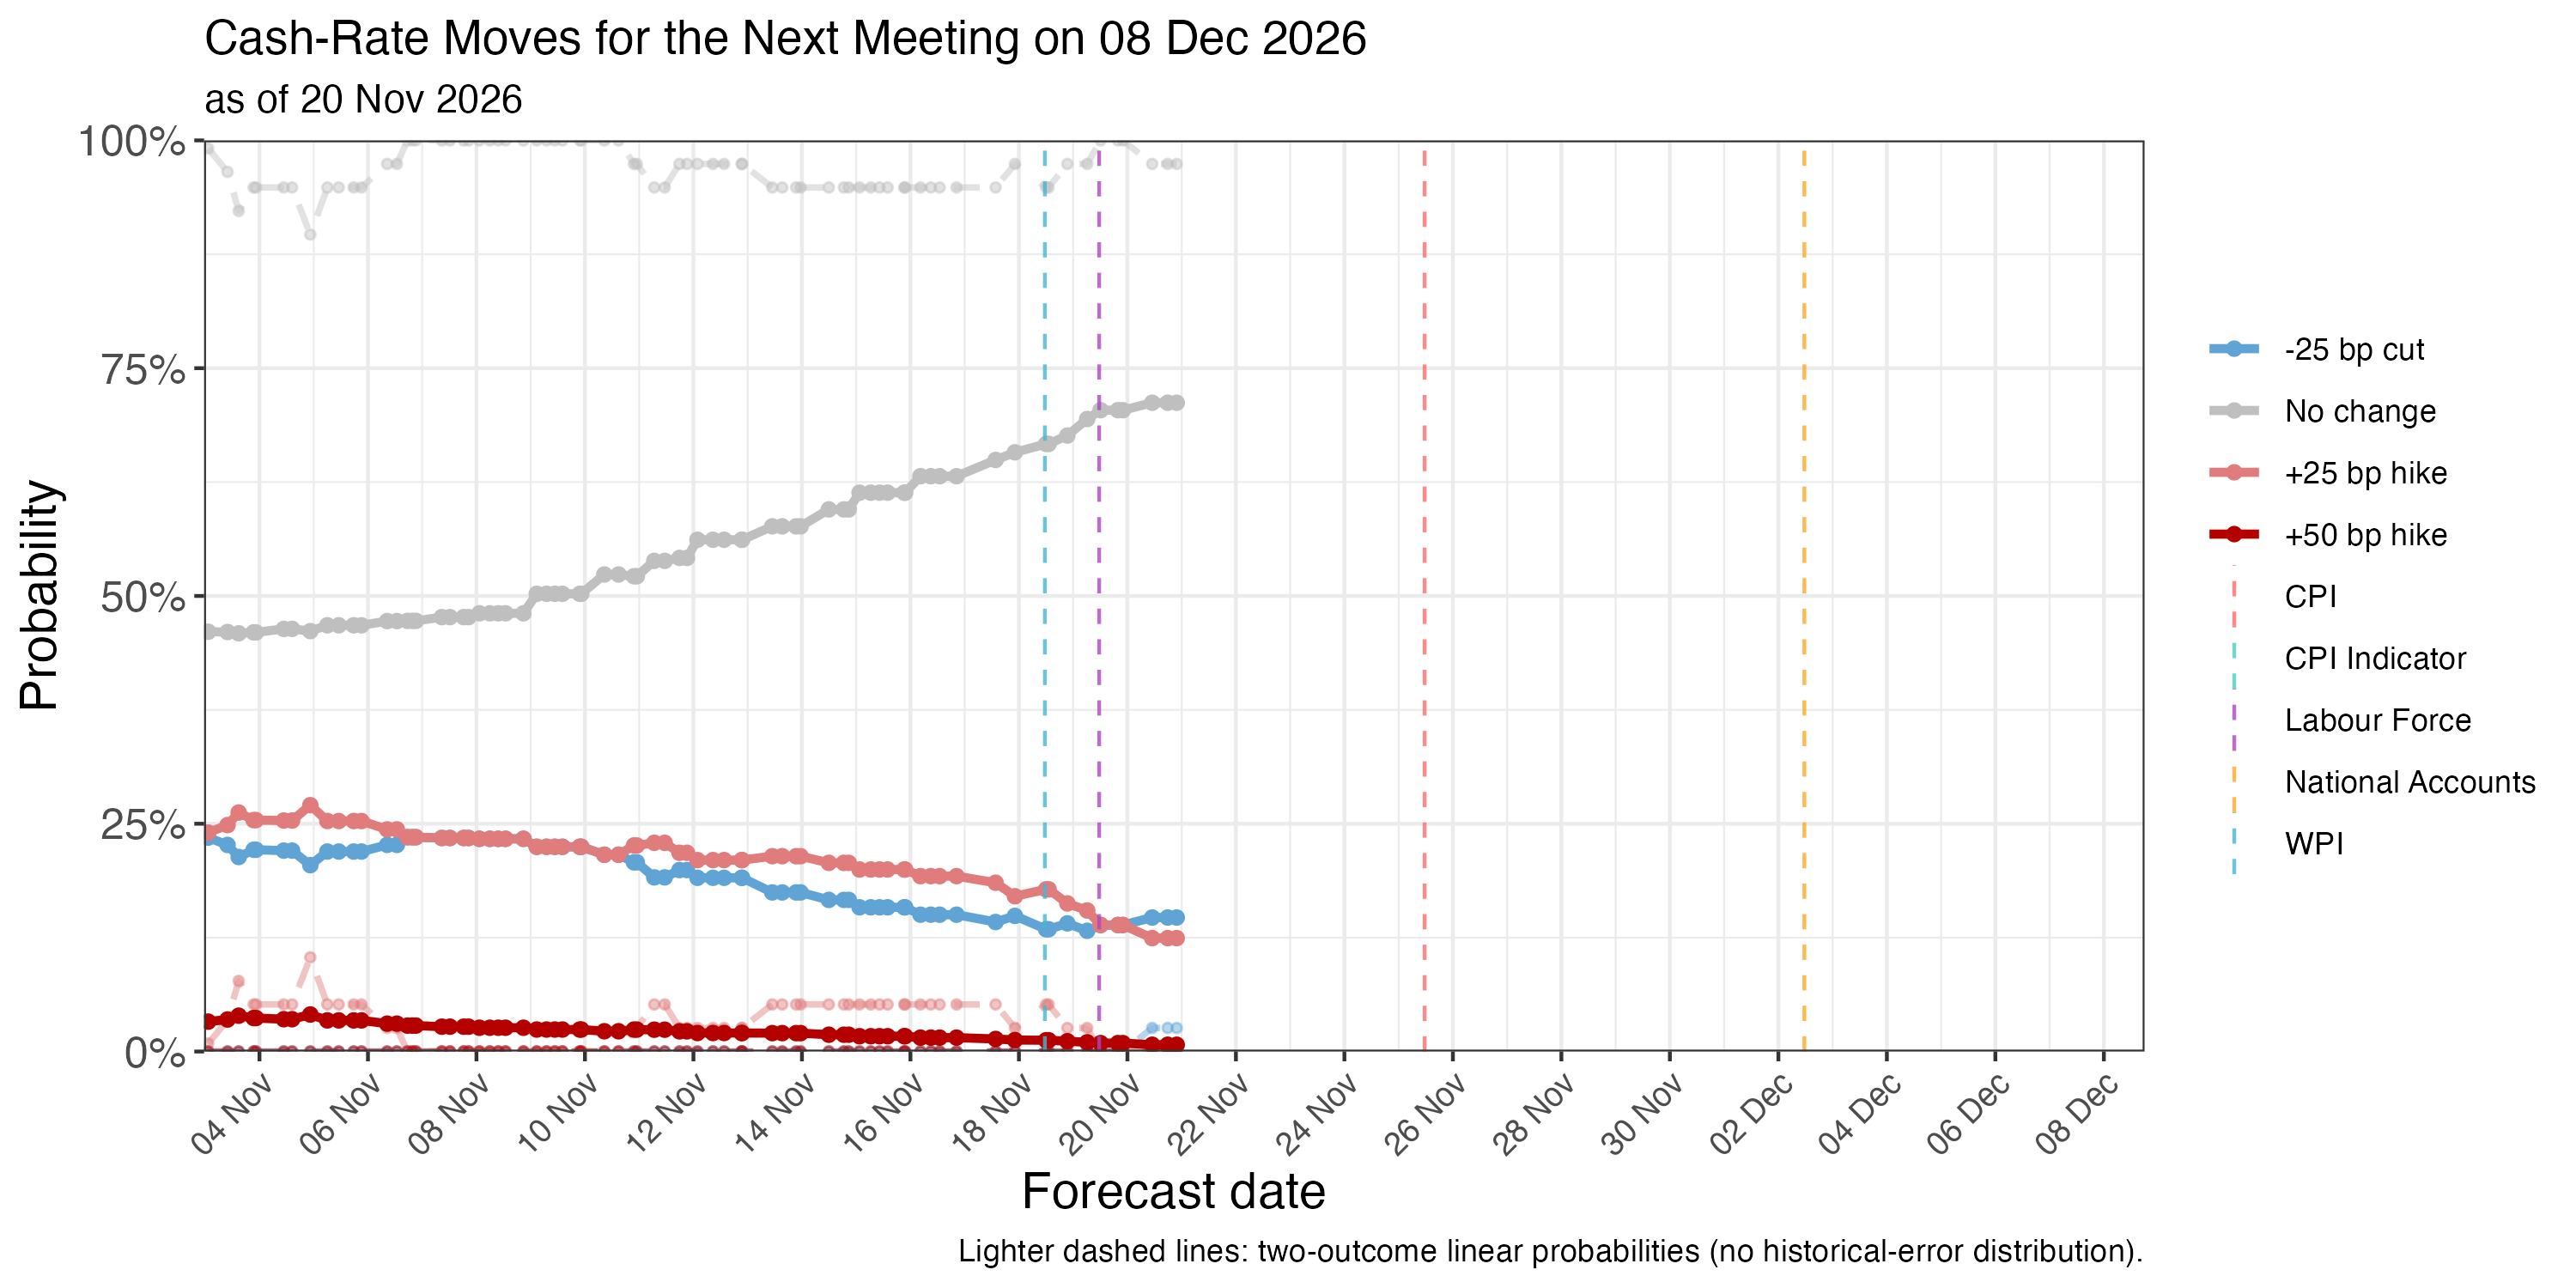 Cash-Rate Moves for the Next Meeting on 08 Dec 2026
as of 20 Nov 2026
Probability
100%
75%
50%
25%
0%
04 Nov
06 Nov
08 Nov
10 Nov
12 Nov
14 Nov
16 Nov
18 Nov
20 Nov
22 Nov
24 Nov
26 Nov
28 Nov
30 Nov
02 Dec
04 Dec
06 Dec
08 Dec
Forecast date
-25 bp cut
No change
+25 bp hike
+50 bp hike
CPI
CPI Indicator
Labour Force
National Accounts
WPI
Lighter dashed lines: two-outcome linear probabilities (no historical-error distribution).